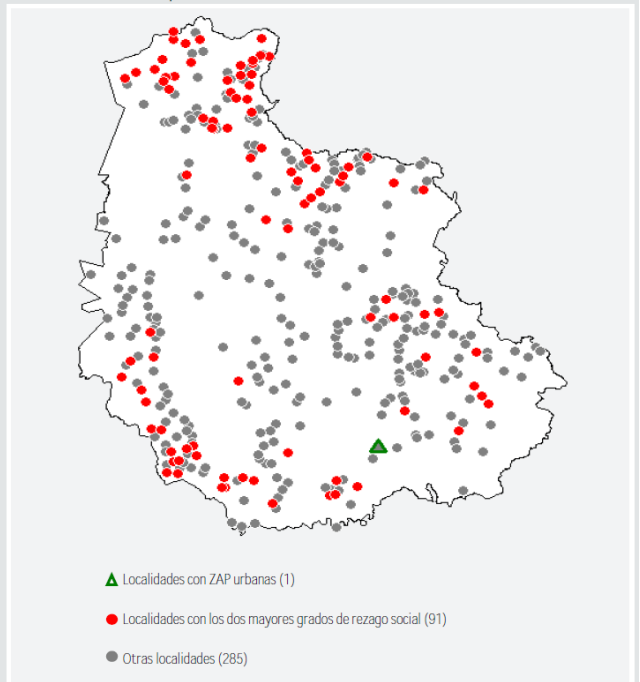 Localidades con ZAP urbanas (1)
Localidades con los dos mayores grados de rezago social (91)
Otras localidades (285)